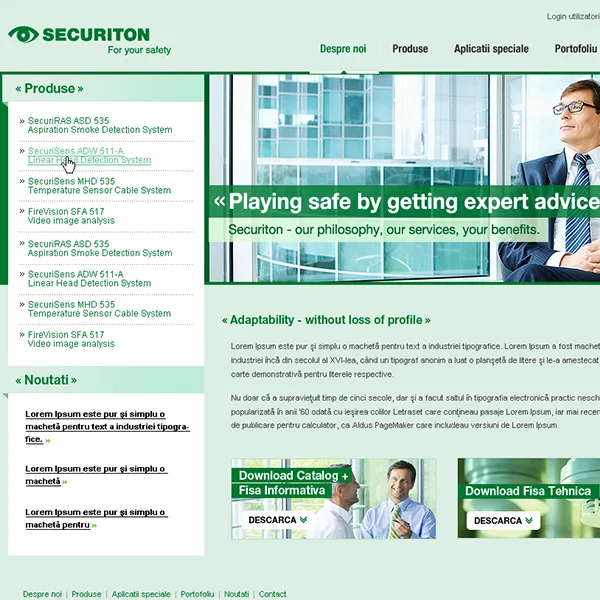 Login utilizatori
SECURITON
For your safety
Despre noi
Produse
Aplicatii speciale
Portofoliu
« Produse »
» SecuriRAS ASD 535
Aspiration Smoke Detection System
» SecuriSens ADW 511-A
Linear Head Detection System
» SecuriSens MHD 535
Temperature Sensor Cable System
» FireVision SFA 517
Video image analysis
» SecuriRAS ASD 535
Aspiration Smoke Detection System
» SecuriSens ADW 511-A
Linear Head Detection System
» SecuriSens MHD 535
Temperature Sensor Cable System
» FireVision SFA 517
Video image analysis
« Playing safe by getting expert advice
Securiton - our philosophy, our services, your benefits.
« Adaptability - without loss of profile »
Lorem Ipsum este pur şi simplu o machetă pentru text a industriei tipografice. Lorem Ipsum a fost machet
industriei încă din secolul al XVI-lea, când un tipograf anonim a luat o planşetă de litere şi le-a amestecat
carte demonstrativă pentru literele respective.
Nu doar că a supravieţuit timp de cinci secole, dar şi a facut saltul în tipografia electronică practic nesch
popularizată în anii '60 odată cu ieşirea colilor Letraset care conţineau pasaje Lorem Ipsum, iar mai recen
de publicare pentru calculator, ca Aldus PageMaker care includeau versiuni de Lorem Ipsum.
« Noutati »
Lorem Ipsum este pur şi simplu o
machetă pentru text a industriei tipogra-
fice. »
Lorem Ipsum este pur şi simplu o
machetă »
Lorem Ipsum este pur şi simplu o
machetă pentru »
Download Catalog +
Fisa Informativa
DESCARCA
Download Fisa Tehnica
DESCARCA
Despre noi | Produse | Aplicatii speciale | Portofoliu | Noutati | Contact